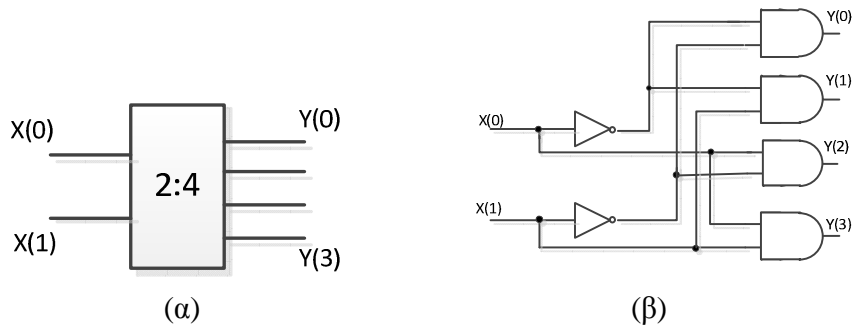 X(0)
X(1)
2:4
Y(0)
Y(3)
(α)
X(0)
X(1)
Y(0)
Y(1)
Y(2)
Y(3)
(β)